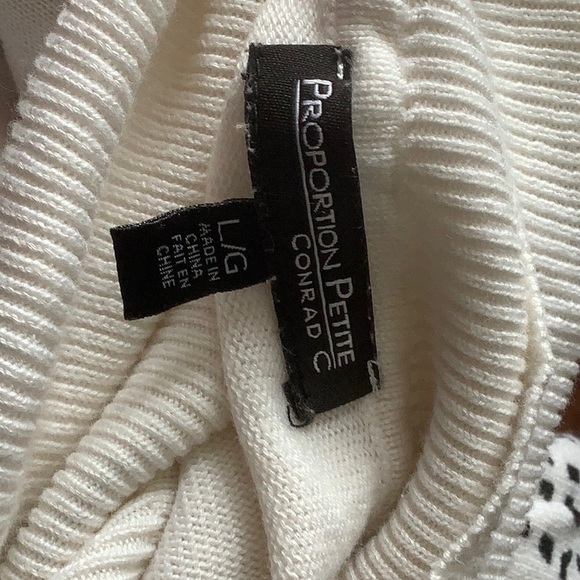 PROPORTION PETITE
CONRAD C
L/G
MADE IN
CHINA
FAIT EN
CHINE